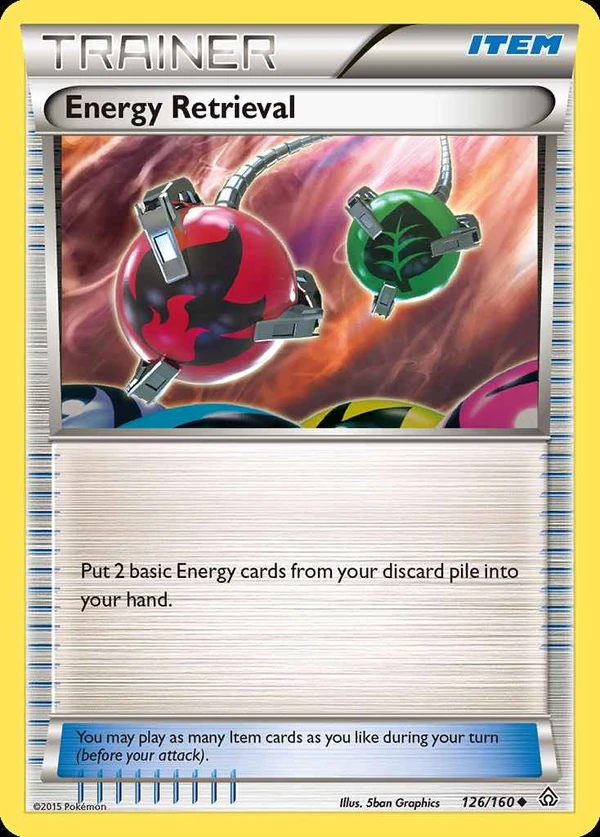 TRAINER
ITEM
Energy Retrieval
Put 2 basic Energy cards from your discard pile into
your hand.
You may play as many Item cards as you like during your turn
(before your attack).
©2015 Pokémon
Illus. 5ban Graphics
126/160